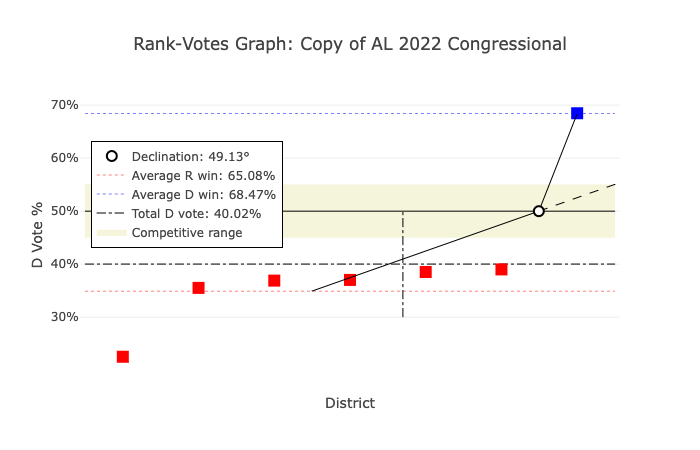 Rank-Votes Graph: Copy of AL 2022 Congressional
70%
60%
50%
40%
30%
D Vote %
Declination: 49.13°
Average R win: 65.08%
Average D win: 68.47%
Total D vote: 40.02%
Competitive range
District